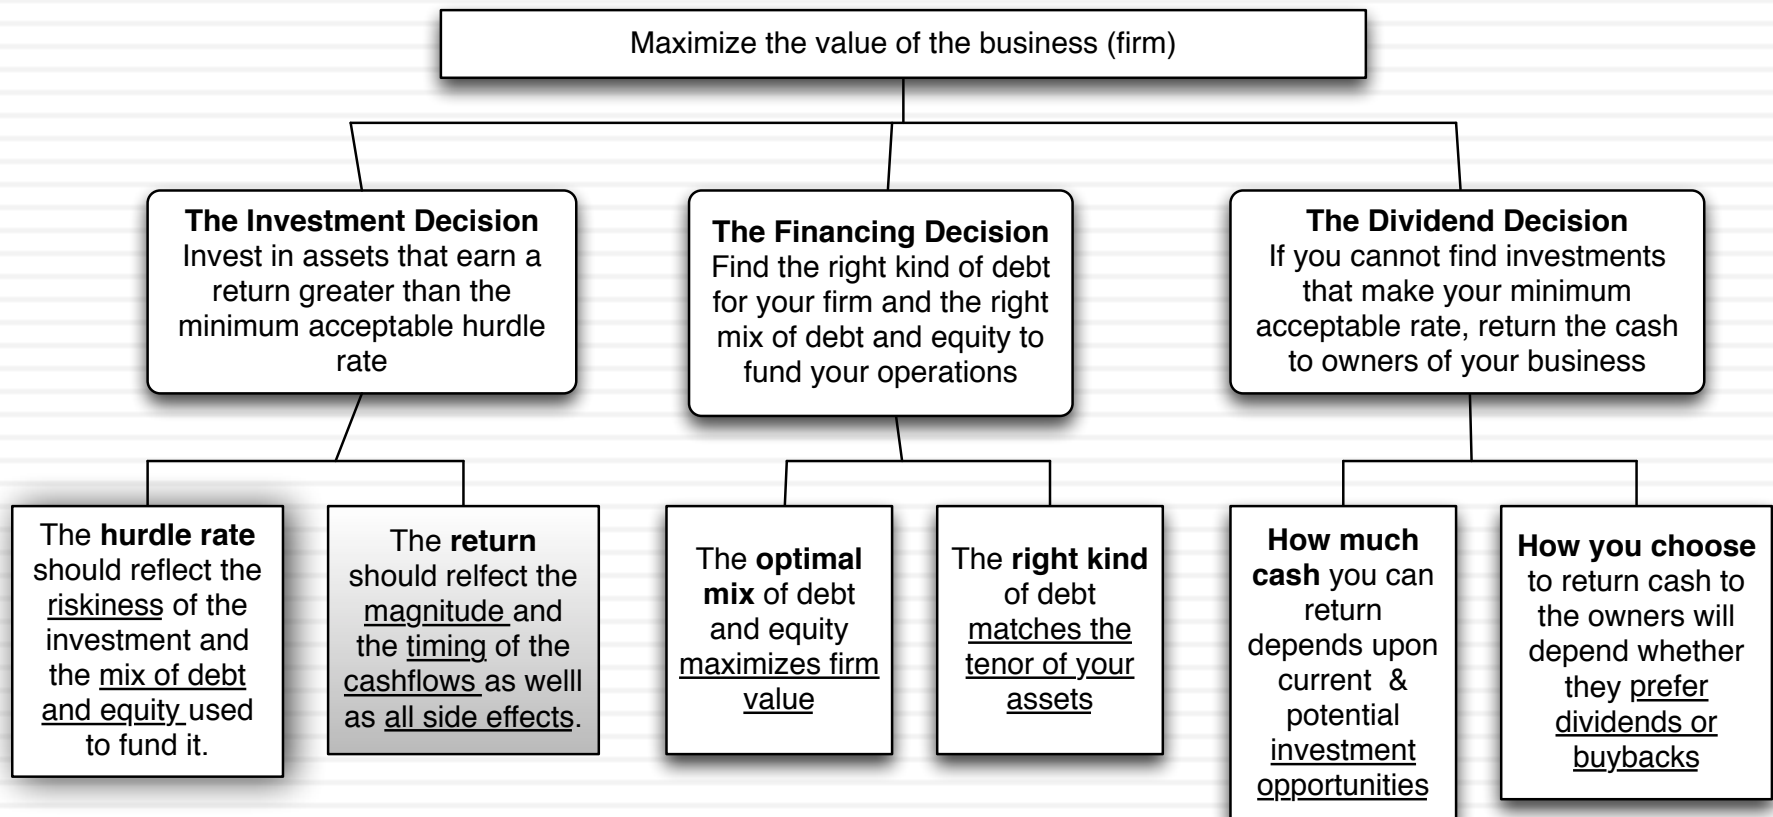 Maximize the value of the business (firm)
The Investment Decision
Invest in assets that earn a
return greater than the
minimum acceptable hurdle
rate
The Financing Decision
Find the right kind of debt
for your firm and the right
mix of debt and equity to
fund your operations
The Dividend Decision
If you cannot find investments
that make your minimum
acceptable rate, return the cash
to owners of your business
The hurdle rate
should reflect the
riskiness of the
investment and
the mix of debt
and equity used
to fund it.
The return
should relfect the
magnitude and
the timing of the
cashflows as welll
as all side effects.
The optimal
mix of debt
and equity
maximizes firm
value
The right kind
of debt
matches the
tenor of your
assets
How much
cash you can
return
depends upon
current &
potential
investment
opportunities
How you choose
to return cash to
the owners will
depend whether
they prefer
dividends or
buybacks